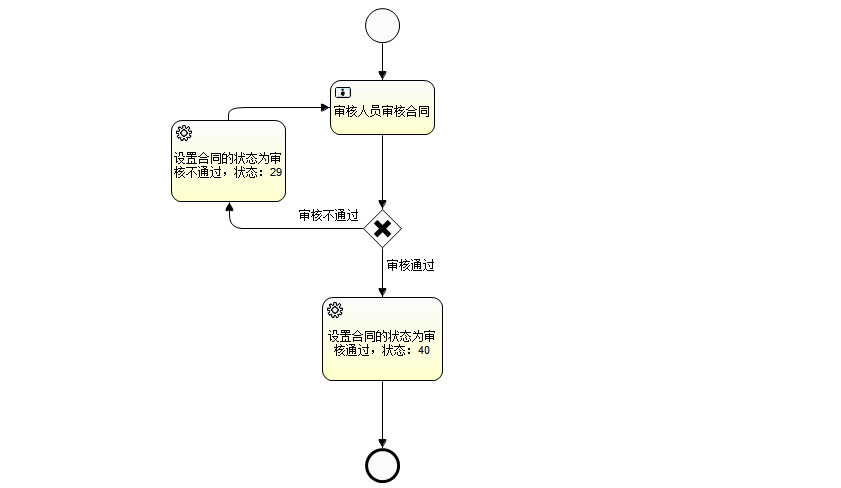 审核人员审核合同
设置合同的状态为审
核不通过，状态：29
审核不通过
审核通过
设置合同的状态为审
核通过，状态：40